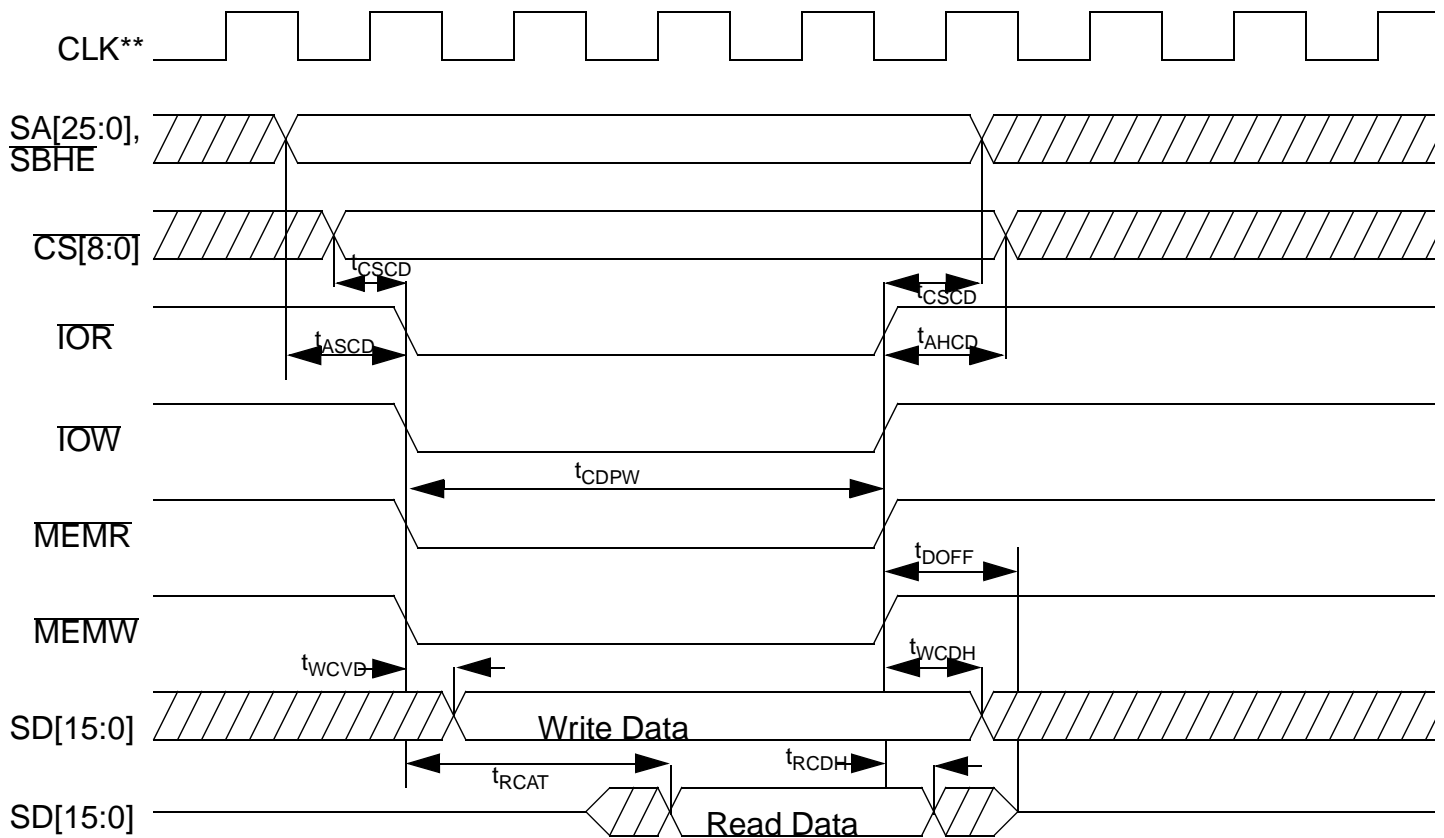 CLK**
SA[25:0],
SBHE
CS[8:0]
tCSCD
tCSCD
IOR
tASCD
tAHCD
IOW
tCDPW
MEMR
tDOFF
MEMW
tWCVD
tWCDH
SD[15:0]
Write Data
tRCAT
tRCDH
SD[15:0]
Read Data